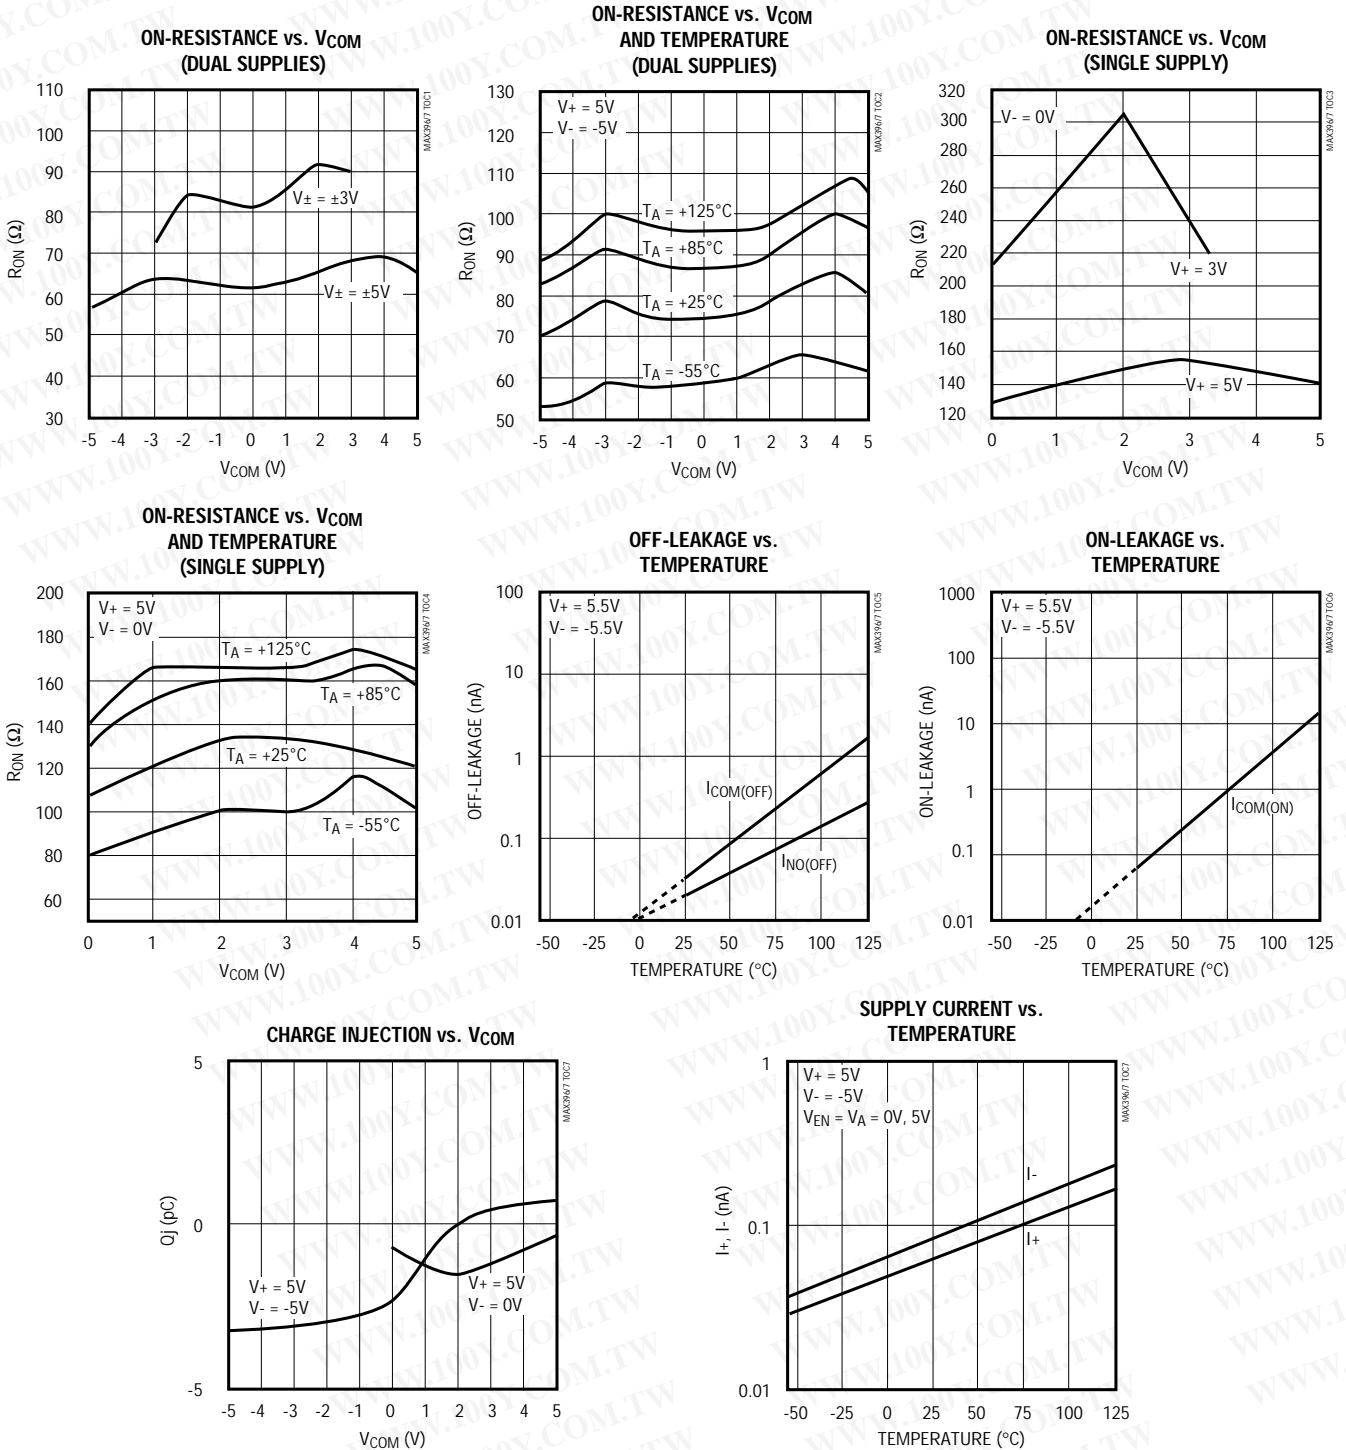 ON-RESISTANCE vs. VCOM
(DUAL SUPPLIES)
MAX396/7 TOC1
110
100
90
80
70
60
50
40
30
RON (Ω)
V± = ±3V
V± = ±5V
-5 -4 -3 -2 -1 0 1 2 3 4 5
VCOM (V)
ON-RESISTANCE vs. VCOM
AND TEMPERATURE
(DUAL SUPPLIES)
MAX396/7 TOC2
130
120
110
100
90
80
70
60
50
RON (Ω)
V+ = 5V
V- = -5V
TA = +125°C
TA = +85°C
TA = +25°C
TA = -55°C
-5 -4 -3 -2 -1 0 1 2 3 4 5
VCOM (V)
ON-RESISTANCE vs. VCOM
(SINGLE SUPPLY)
MAX396/7 TOC3
320
300
280
260
240
220
200
180
160
140
120
RON (Ω)
V- = 0V
V+ = 3V
V+ = 5V
0 1 2 3 4 5
VCOM (V)
ON-RESISTANCE vs. VCOM
AND TEMPERATURE
(SINGLE SUPPLY)
MAX396/7 TOC4
200
180
160
140
120
100
80
60
RON (Ω)
V+ = 5V
V- = 0V
TA = +125°C
TA = +85°C
TA = +25°C
TA = -55°C
0 1 2 3 4 5
VCOM (V)
OFF-LEAKAGE vs.
TEMPERATURE
MAX396/7 TOC5
100
10
1
0.1
0.01
OFF-LEAKAGE (nA)
V+ = 5.5V
V- = -5.5V
ICOM(OFF)
INO(OFF)
-50 -25 0 25 50 75 100 125
TEMPERATURE (°C)
ON-LEAKAGE vs.
TEMPERATURE
MAX396/7 TOC6
1000
100
10
1
0.1
0.01
ON-LEAKAGE (nA)
V+ = 5.5V
V- = -5.5V
ICOM(ON)
-50 -25 0 25 50 75 100 125
TEMPERATURE (°C)
CHARGE INJECTION vs. VCOM
MAX396/7 TOC7
5
0
-5
Qj (pC)
V+ = 5V
V- = -5V
V+ = 5V
V- = 0V
-5 -4 -3 -2 -1 0 1 2 3 4 5
VCOM (V)
SUPPLY CURRENT vs.
TEMPERATURE
MAX396/7 TOC7
1
0.1
0.01
I+, I- (nA)
V+ = 5V
V- = -5V
VEN = VA = 0V, 5V
I-
I+
-50 -25 0 25 50 75 100 125
TEMPERATURE (°C)
WWW.100Y.COM.TW